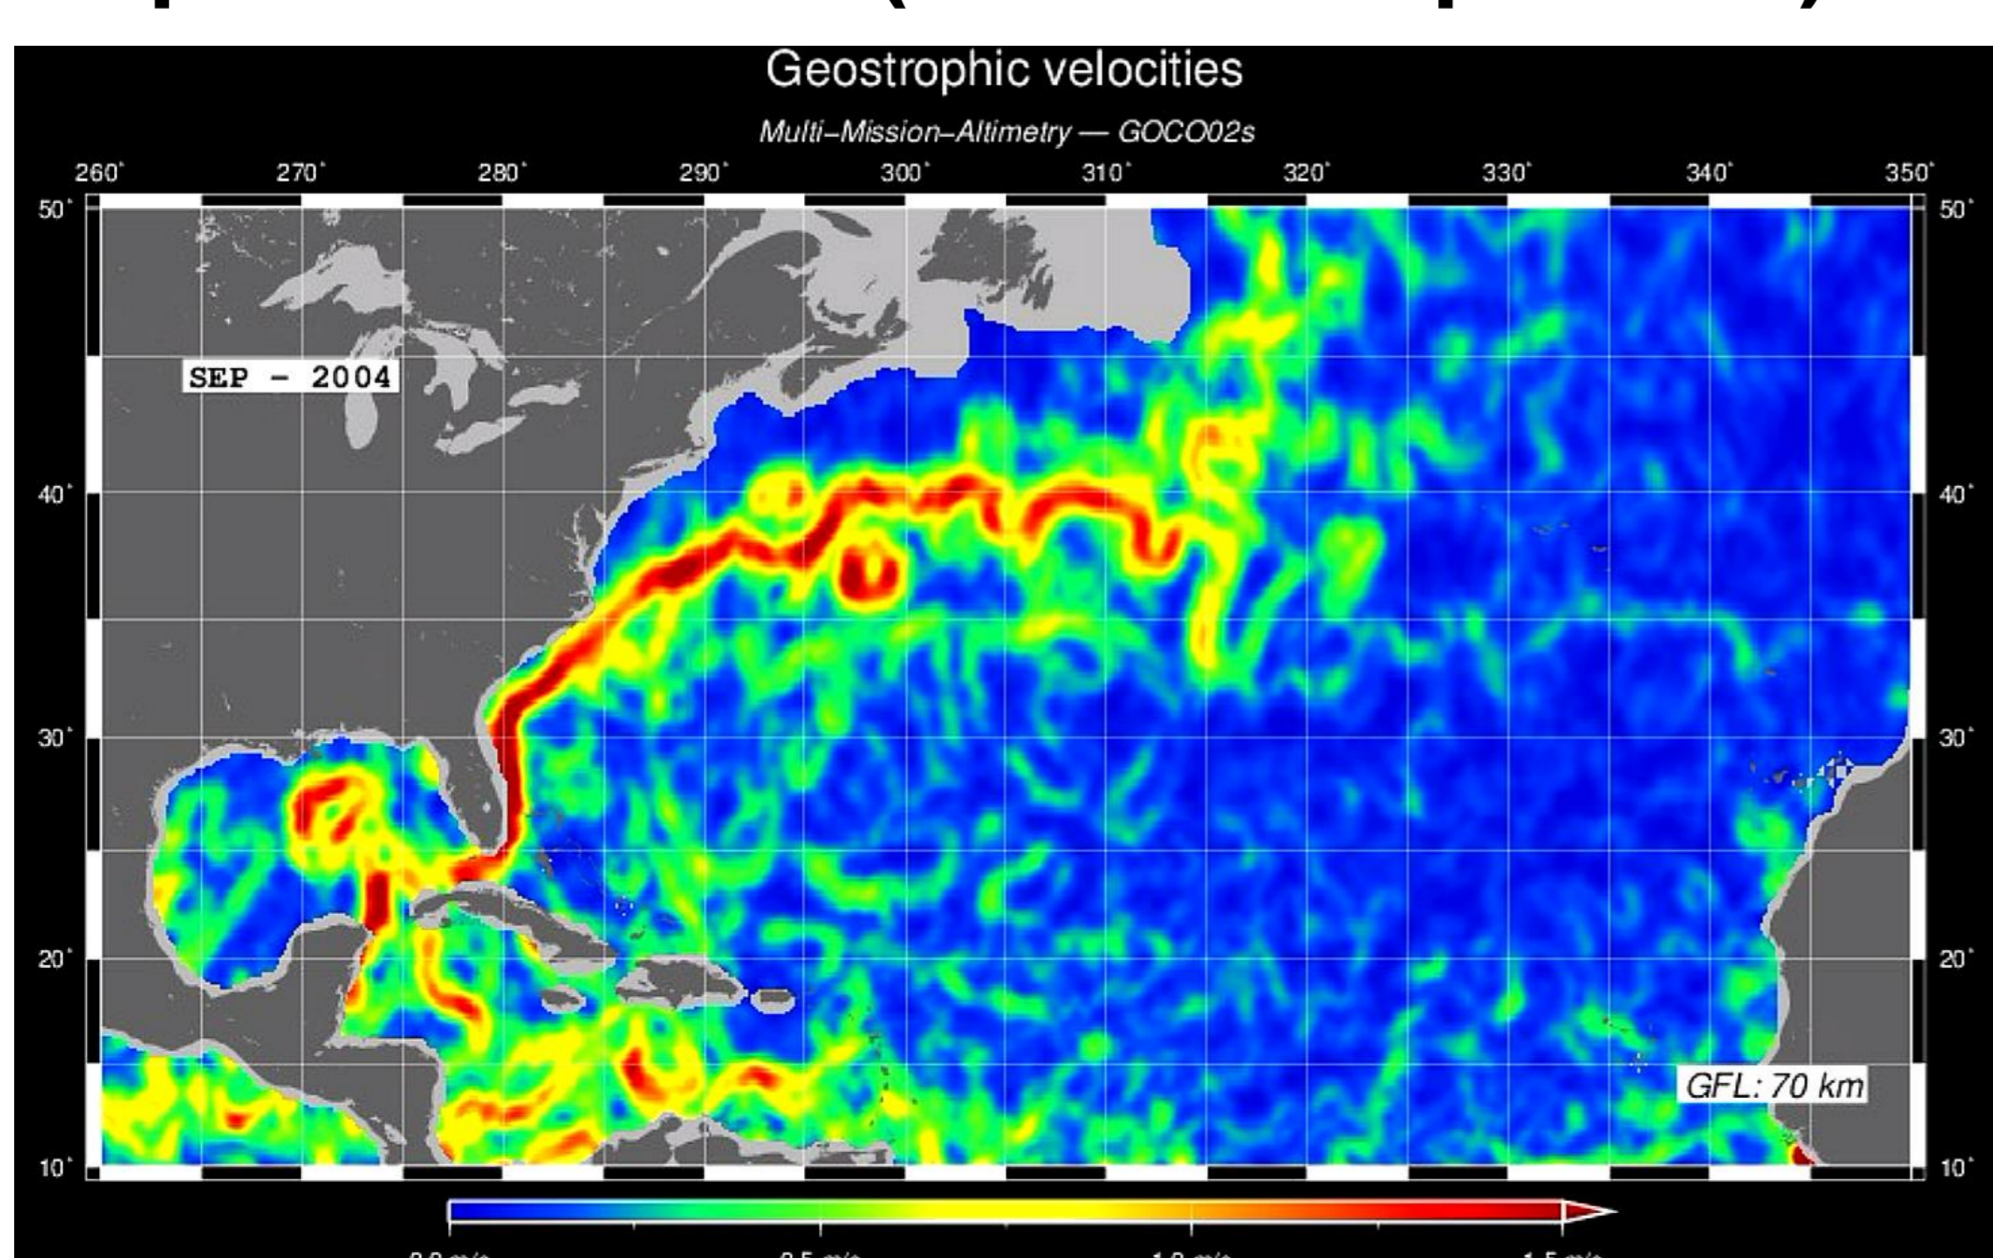 Geostrophic velocities
Multi–Mission–Altimetry — GOCO02s
260° 270° 280° 290° 300° 310° 320° 330° 340° 350°
50° 50°
SEP – 2004
40° 40°
30° 30°
20° 20°
GFL: 70 km
10° 10°